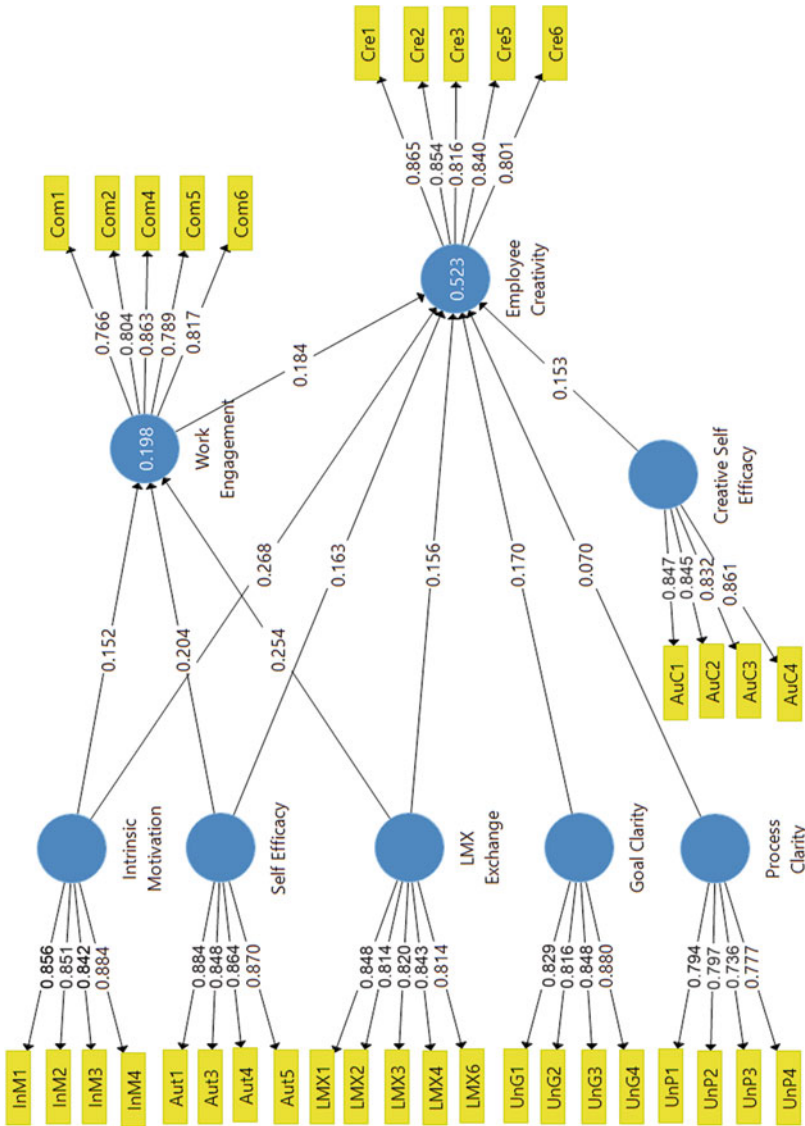 InM1
InM2
InM3
InM4
0.856
0.851
0.842
0.884
Intrinsic
Motivation
Aut1
Aut3
Aut4
Aut5
0.884
0.848
0.864
0.870
Self Efficacy
LMX1
LMX2
LMX3
LMX4
LMX6
0.848
0.814
0.820
0.843
0.814
LMX
Exchange
UnG1
UnG2
UnG3
UnG4
0.829
0.816
0.848
0.880
Goal Clarity
UnP1
UnP2
UnP3
UnP4
0.794
0.797
0.736
0.777
Process
Clarity
0.152
0.268
0.204
0.163
0.254
0.156
0.170
0.070
0.198
Work
Engagement
0.766
0.804
0.863
0.789
0.817
Com1
Com2
Com4
Com5
Com6
0.184
AuC1
AuC2
AuC3
AuC4
0.847
0.845
0.832
0.861
Creative Self
Efficacy
0.153
0.523
Employee
Creativity
0.865
0.854
0.816
0.840
0.801
Cre1
Cre2
Cre3
Cre5
Cre6